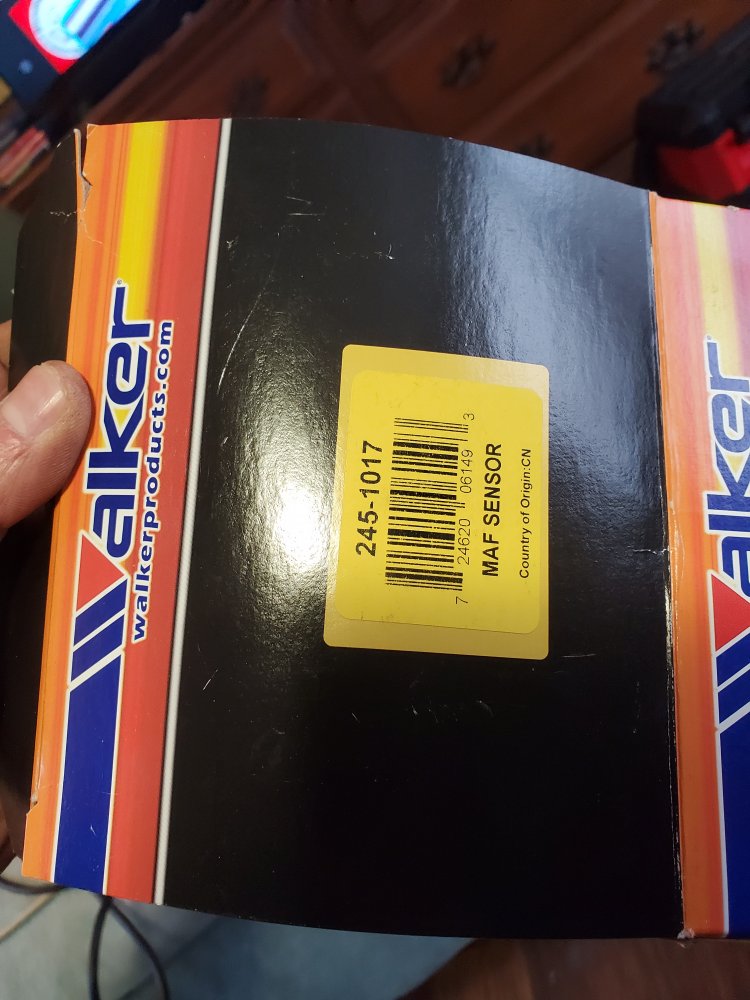 Walker
walkerproducts.com
245-1017
7 24620 06149 3
MAF SENSOR
Country of Origin:CN
Walker